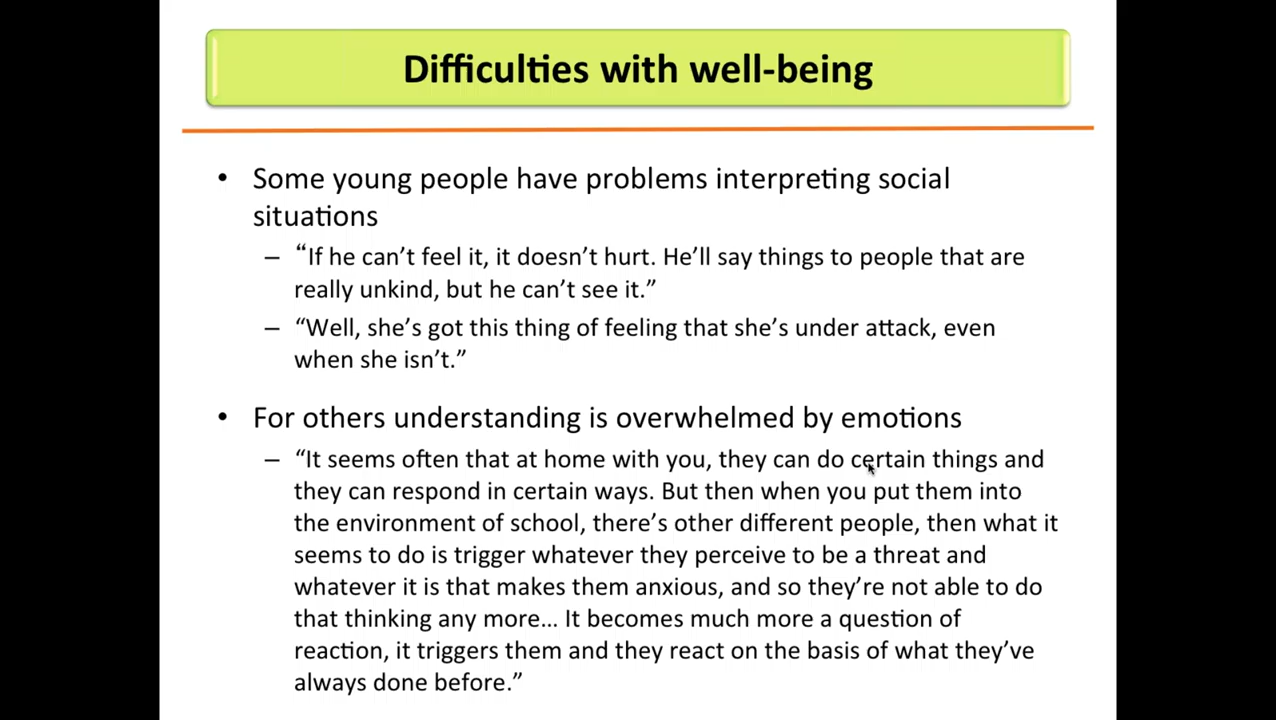 Difficulties with well-being
• Some young people have problems interpreting social
situations
– “If he can’t feel it, it doesn’t hurt. He’ll say things to people that are
really unkind, but he can’t see it.”
– “Well, she’s got this thing of feeling that she’s under attack, even
when she isn’t.”
• For others understanding is overwhelmed by emotions
– “It seems often that at home with you, they can do certain things and
they can respond in certain ways. But then when you put them into
the environment of school, there’s other different people, then what it
seems to do is trigger whatever they perceive to be a threat and
whatever it is that makes them anxious, and so they’re not able to do
that thinking any more... It becomes much more a question of
reaction, it triggers them and they react on the basis of what they’ve
always done before.”